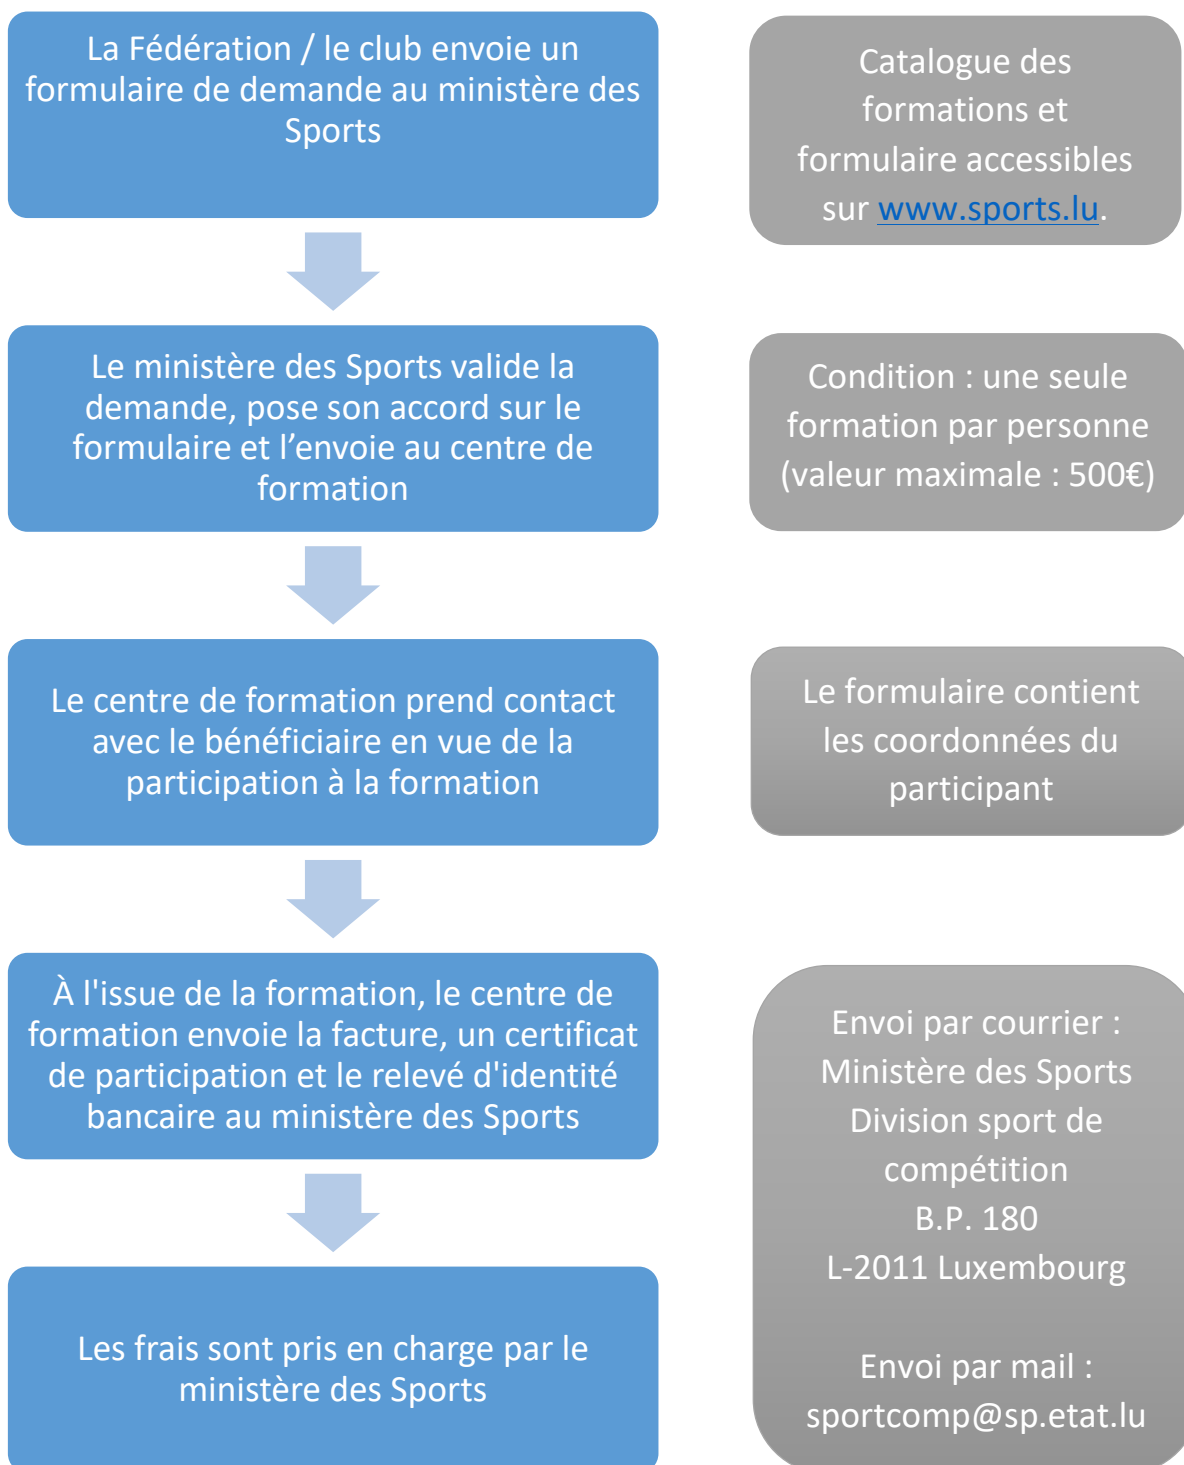 La Fédération / le club envoie un
formulaire de demande au ministère des
Sports
Catalogue des
formations et
formulaire accessibles
sur www.sports.lu.
Le ministère des Sports valide la
demande, pose son accord sur le
formulaire et l’envoie au centre de
formation
Condition : une seule
formation par personne
(valeur maximale : 500€)
Le centre de formation prend contact
avec le bénéficiaire en vue de la
participation à la formation
Le formulaire contient
les coordonnées du
participant
À l'issue de la formation, le centre de
formation envoie la facture, un certificat
de participation et le relevé d'identité
bancaire au ministère des Sports
Envoi par courrier :
Ministère des Sports
Division sport de
compétition
B.P. 180
L-2011 Luxembourg
Envoi par mail :
sportcomp@sp.etat.lu
Les frais sont pris en charge par le
ministère des Sports